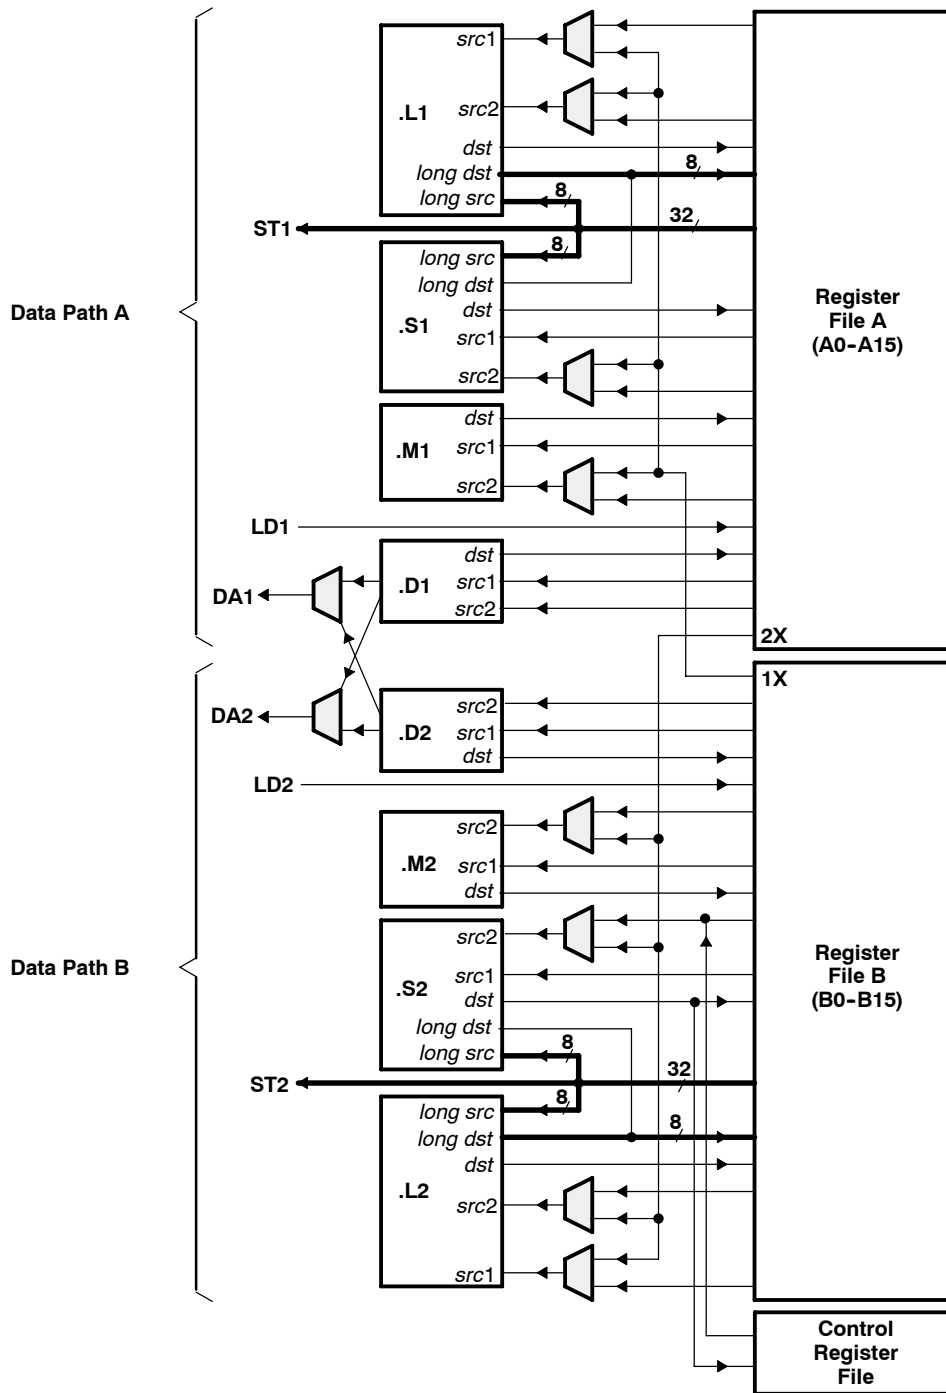 src1
.L1
src2
dst
long dst
8
long src
8
ST1
32
8
long src
long dst
Data Path A
dst
.S1
src1
src2
Register
File A
(A0-A15)
dst
.M1
src1
src2
LD1
dst
.D1
src1
src2
DA1
2X
1X
DA2
src2
.D2
src1
dst
LD2
src2
.M2
src1
dst
src2
Data Path B
.S2
src1
dst
long dst
8
long src
Register
File B
(B0-B15)
ST2
32
8
long src
long dst
8
dst
.L2
src2
src1
Control
Register
File